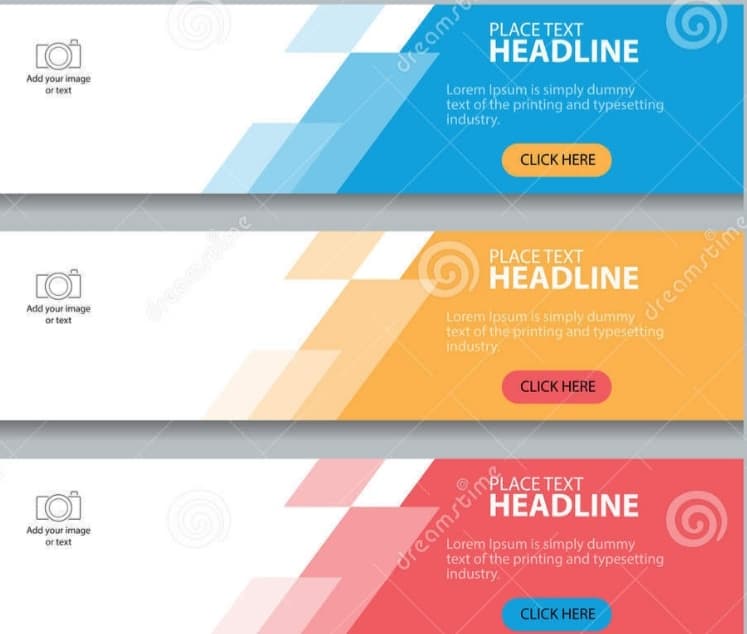 Add your image
or text
PLACE TEXT
HEADLINE
Lorem Ipsum is simply dummy
text of the printing and typesetting
industry.
CLICK HERE
Add your image
or text
PLACE TEXT
HEADLINE
Lorem Ipsum is simply dummy
text of the printing and typesetting
industry.
CLICK HERE
Add your image
or text
PLACE TEXT
HEADLINE
Lorem Ipsum is simply dummy
text of the printing and typesetting
industry.
CLICK HERE
dreamstime
© dreamstime
dreamstime
© dreamstime